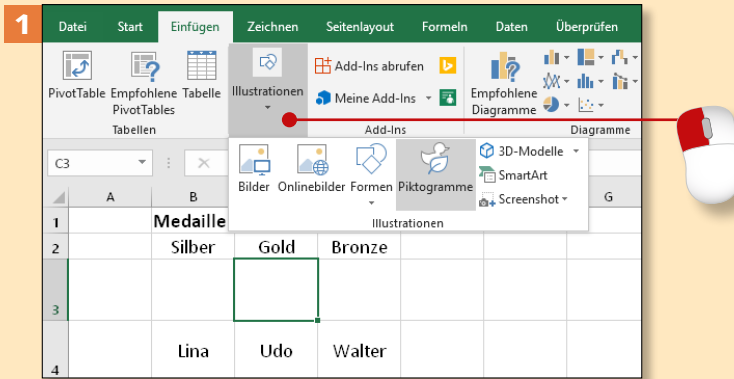 1
Datei Start Einfügen Zeichnen Seitenlayout Formeln Daten Überprüfen
PivotTable Empfohlene PivotTables Tabelle
Illustrationen
Add-Ins abrufen
Meine Add-Ins
Empfohlene Diagramme
Tabellen Add-Ins Diagramme
C3
Bilder Onlinebilder Formen Piktogramme
3D-Modelle
SmartArt
Screenshot
Illustrationen
A B G
1 Medaille
2 Silber Gold Bronze
3
4 Lina Udo Walter